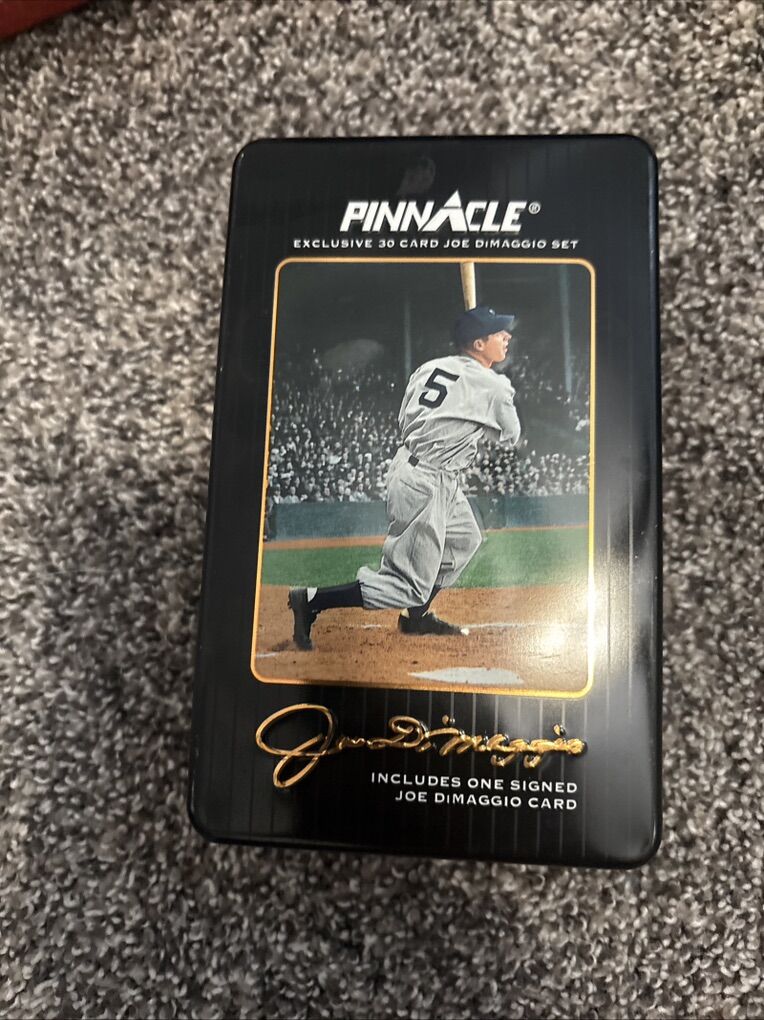 PINNACLE®
EXCLUSIVE 30 CARD JOE DiMAGGIO SET
5
Joe DiMaggio
INCLUDES ONE SIGNED
JOE DiMAGGIO CARD